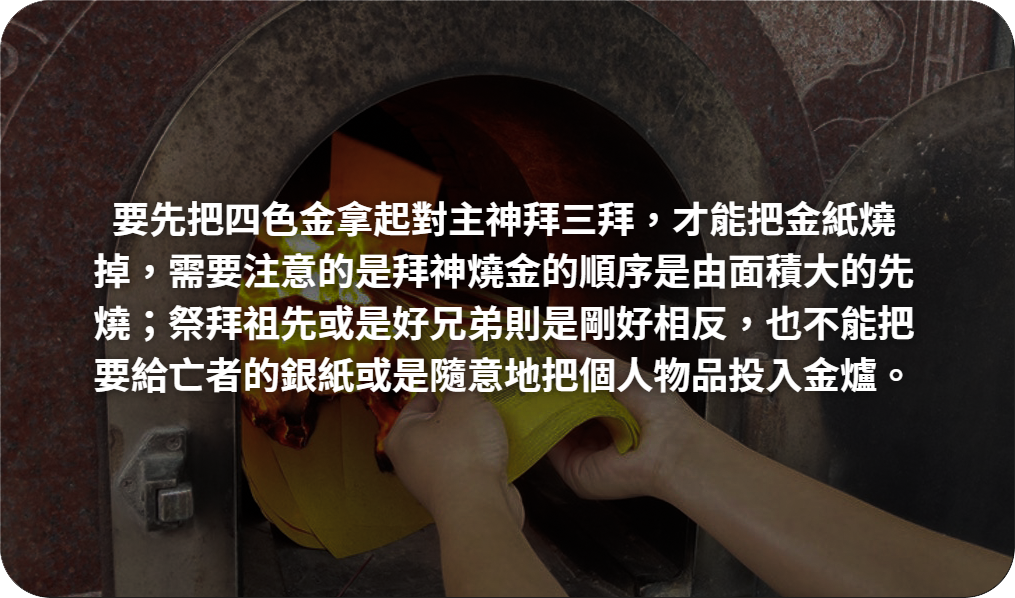 要先把四色金拿起對主神拜三拜，才能把金紙燒
掉，需要注意的是拜神燒金的順序是由面積大的先
燒；祭拜祖先或是好兄弟則是剛好相反，也不能把
要給亡者的銀紙或是隨意地把個人物品投入金爐。